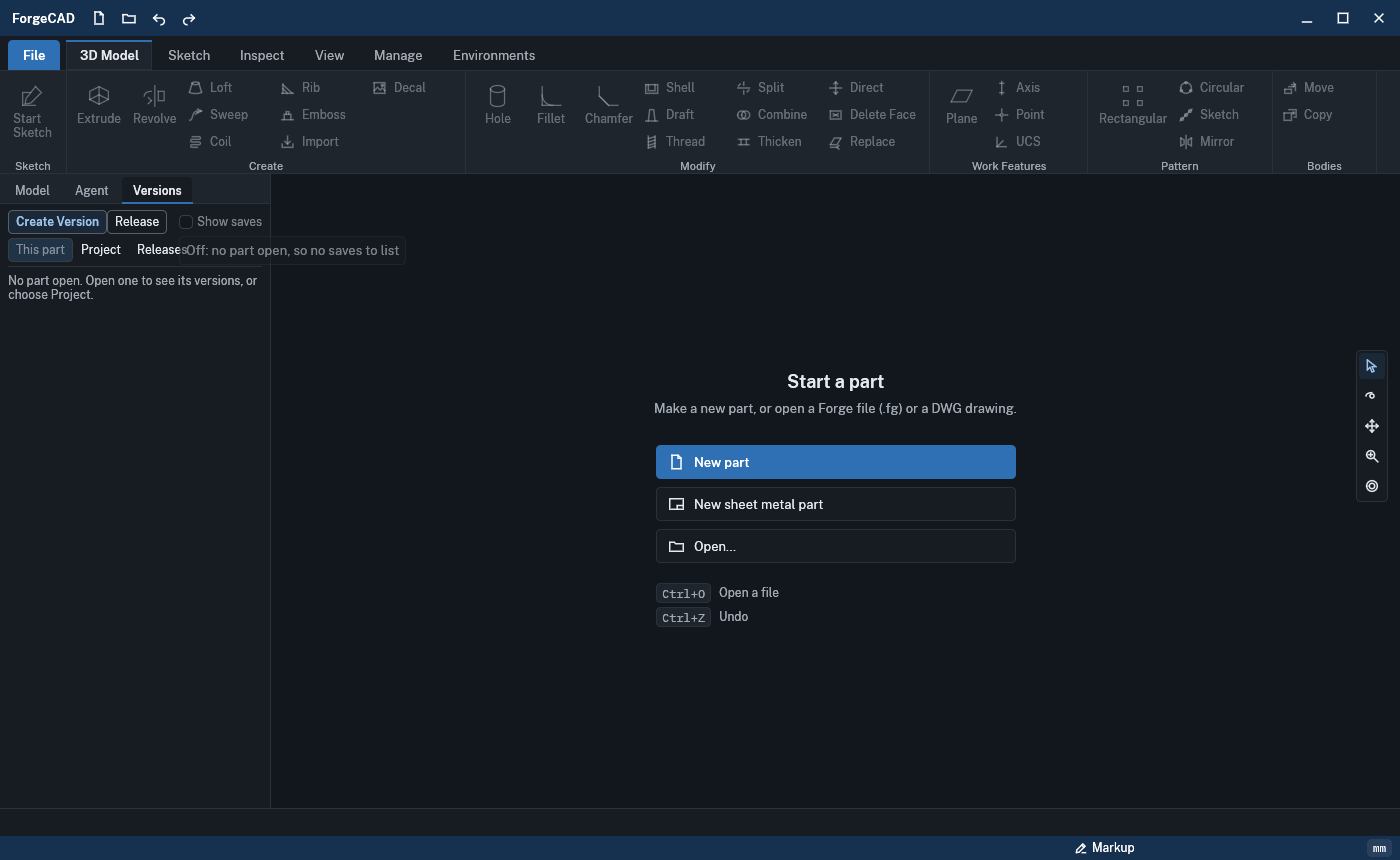 ForgeCAD
File 3D Model Sketch Inspect View Manage Environments
Start Sketch
Extrude
Revolve
Loft
Sweep
Coil
Rib
Emboss
Import
Decal
Hole
Fillet
Chamfer
Shell
Draft
Thread
Split
Combine
Thicken
Direct
Delete Face
Replace
Plane
Axis
Point
UCS
Rectangular
Circular
Sketch
Mirror
Move
Copy
Sketch Create Modify Work Features Pattern Bodies
Model Agent Versions
Create Version Release Show saves
This part Project Releases
Off: no part open, so no saves to list
No part open. Open one to see its versions, or
choose Project.
Start a part
Make a new part, or open a Forge file (.fg) or a DWG drawing.
New part
New sheet metal part
Open...
Ctrl+O Open a file
Ctrl+Z Undo
Markup mm